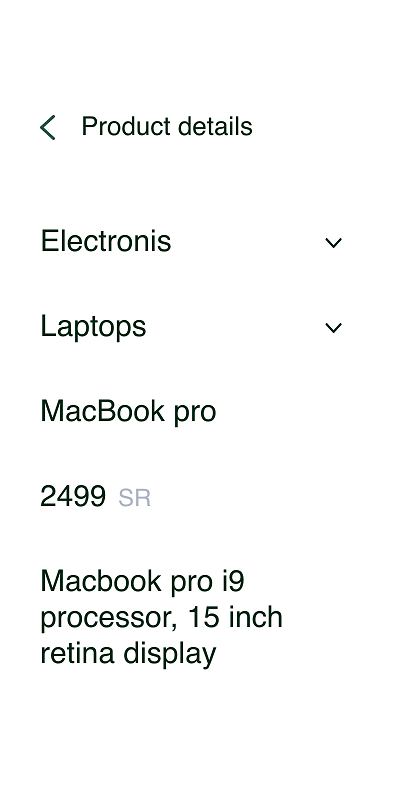 Product details
Electronis
Laptops
MacBook pro
2499 SR
Macbook pro i9
processor, 15 inch
retina display